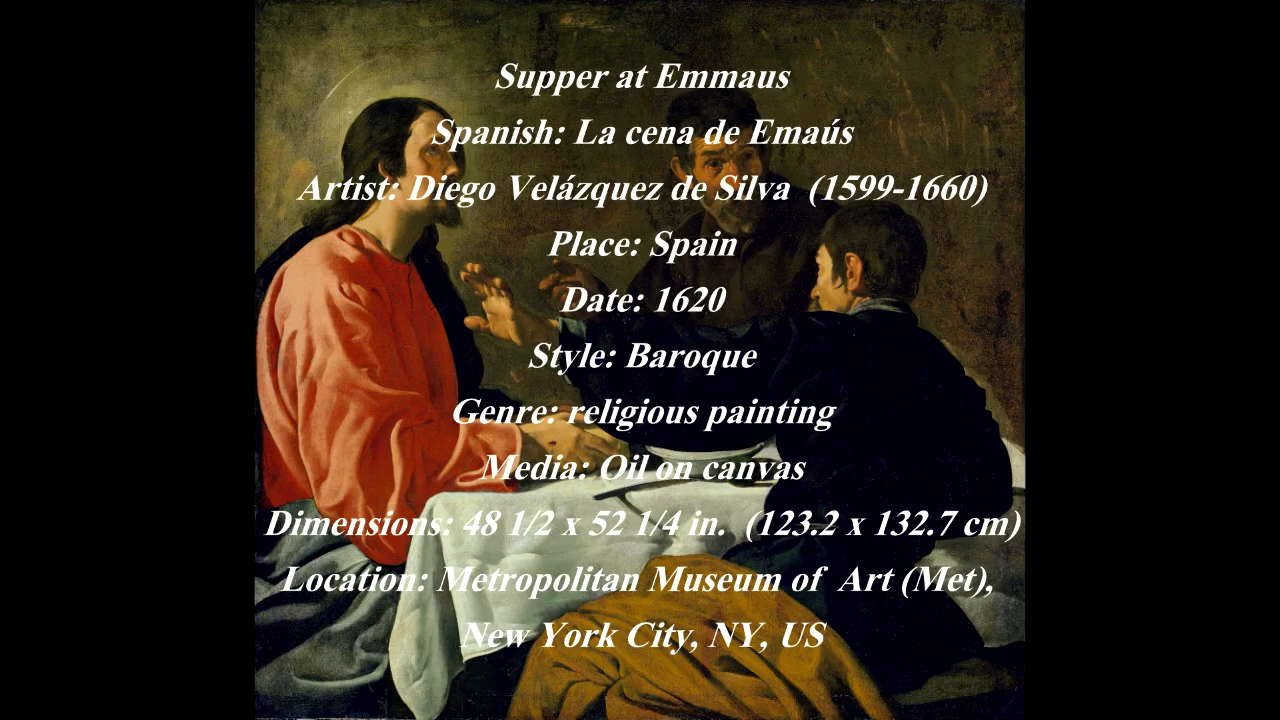 Supper at Emmaus
Spanish: La cena de Emaús
Artist: Diego Velázquez de Silva (1599-1660)
Place: Spain
Date: 1620
Style: Baroque
Genre: religious painting
Media: Oil on canvas
Dimensions: 48 1/2 x 52 1/4 in. (123.2 x 132.7 cm)
Location: Metropolitan Museum of Art (Met),
New York City, NY, US